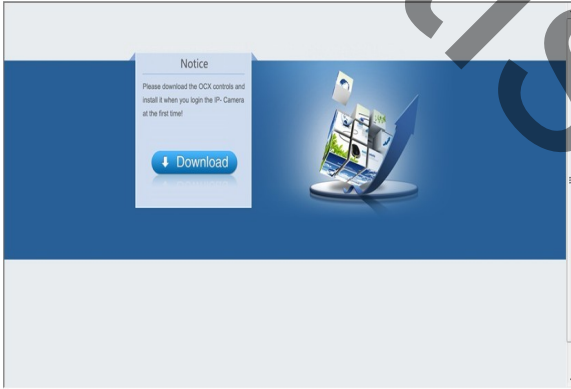 Notice
Please download the OCX controls and
install it when you login the IP- Camera
at the first time!
Download